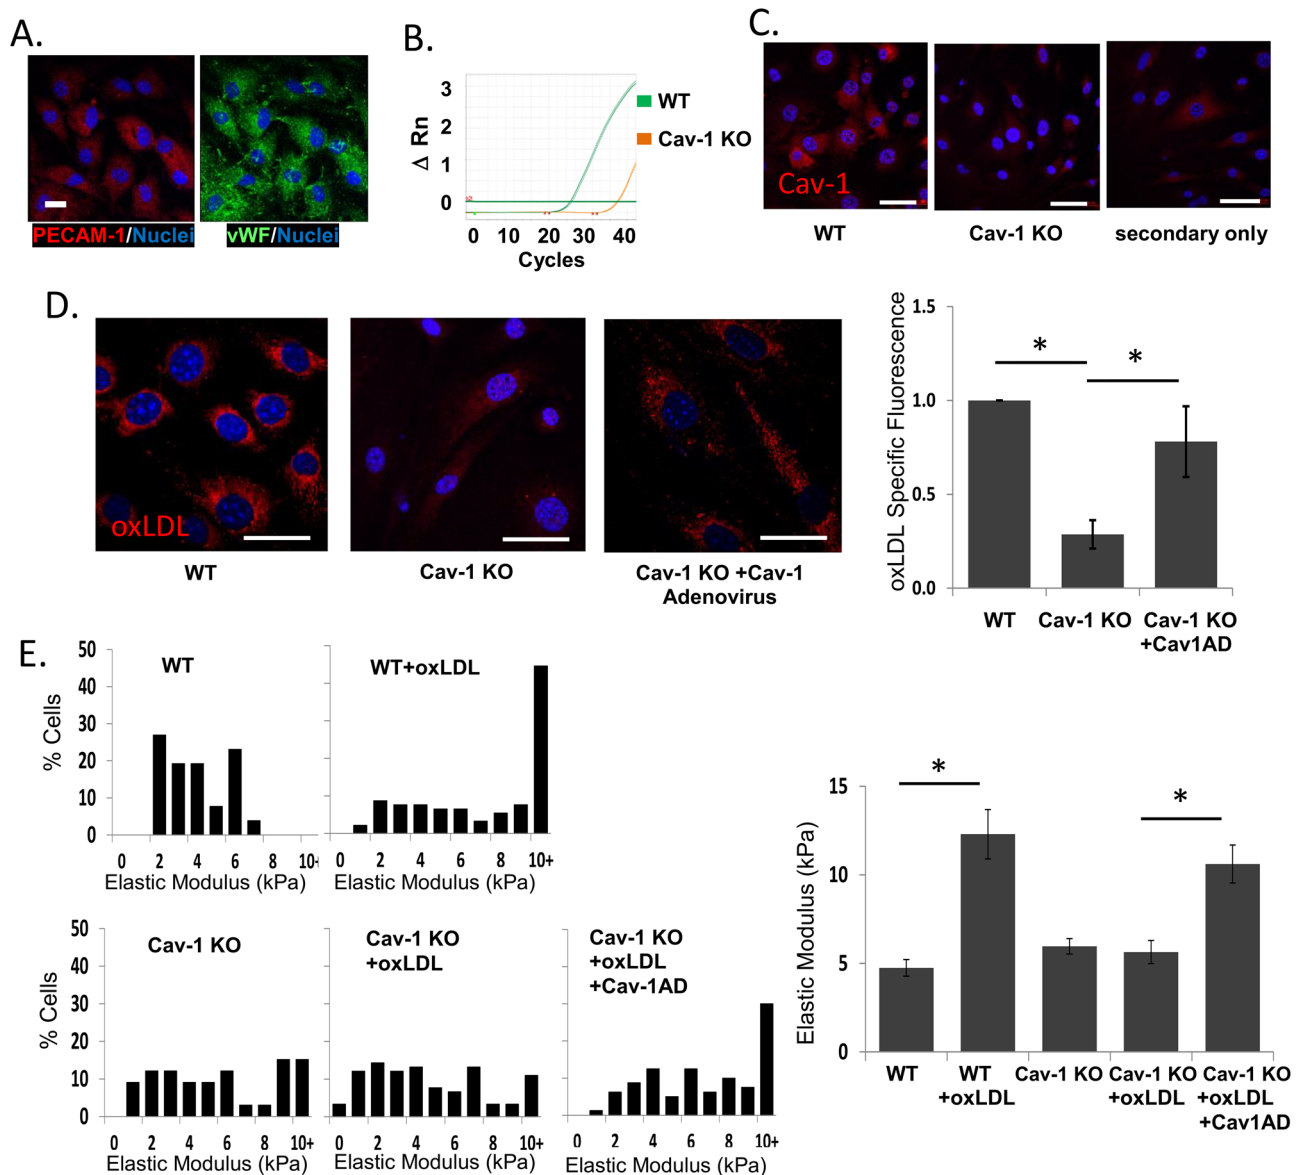 A.
PECAM-1/Nuclei
vWF/Nuclei
B.
Δ Rn
3
2
1
0
0 10 20 30 40
Cycles
WT
Cav-1 KO
C.
Cav-1
WT
Cav-1 KO
secondary only
D.
oxLDL
WT
Cav-1 KO
Cav-1 KO +Cav-1
Adenovirus
oxLDL Specific Fluorescence
1.5
1.0
0.5
0.0
*
*
WT
Cav-1 KO
Cav-1 KO
+Cav1AD
E.
% Cells
50
40
30
20
10
0
WT
0 2 4 6 8 10+
Elastic Modulus (kPa)
WT+oxLDL
0 2 4 6 8 10+
Elastic Modulus (kPa)
% Cells
50
40
30
20
10
0
Cav-1 KO
0 2 4 6 8 10+
Elastic Modulus (kPa)
Cav-1 KO
+oxLDL
0 2 4 6 8 10+
Elastic Modulus (kPa)
Cav-1 KO
+oxLDL
+Cav-1AD
0 2 4 6 8 10+
Elastic Modulus (kPa)
Elastic Modulus (kPa)
15
10
5
0
*
*
WT
WT
+oxLDL
Cav-1 KO
Cav-1 KO
+oxLDL
Cav-1 KO
+oxLDL
+Cav1AD